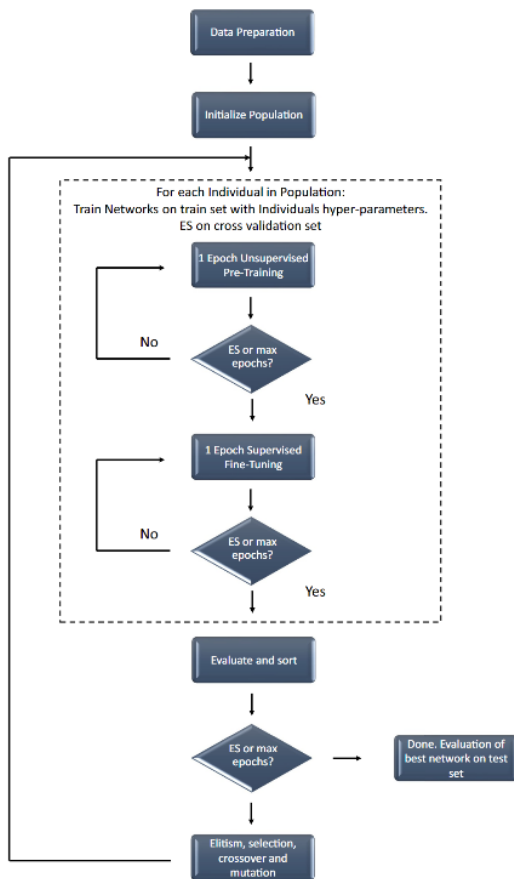 Data Preparation
Initialize Population
For each Individual in Population:
Train Networks on train set with Individuals hyper-parameters.
ES on cross validation set
1 Epoch Unsupervised
Pre-Training
No
ES or max
epochs?
Yes
1 Epoch Supervised
Fine-Tuning
No
ES or max
epochs?
Yes
Evaluate and sort
ES or max
epochs?
Done. Evaluation of
best network on test
set
Elitism, selection,
crossover and
mutation